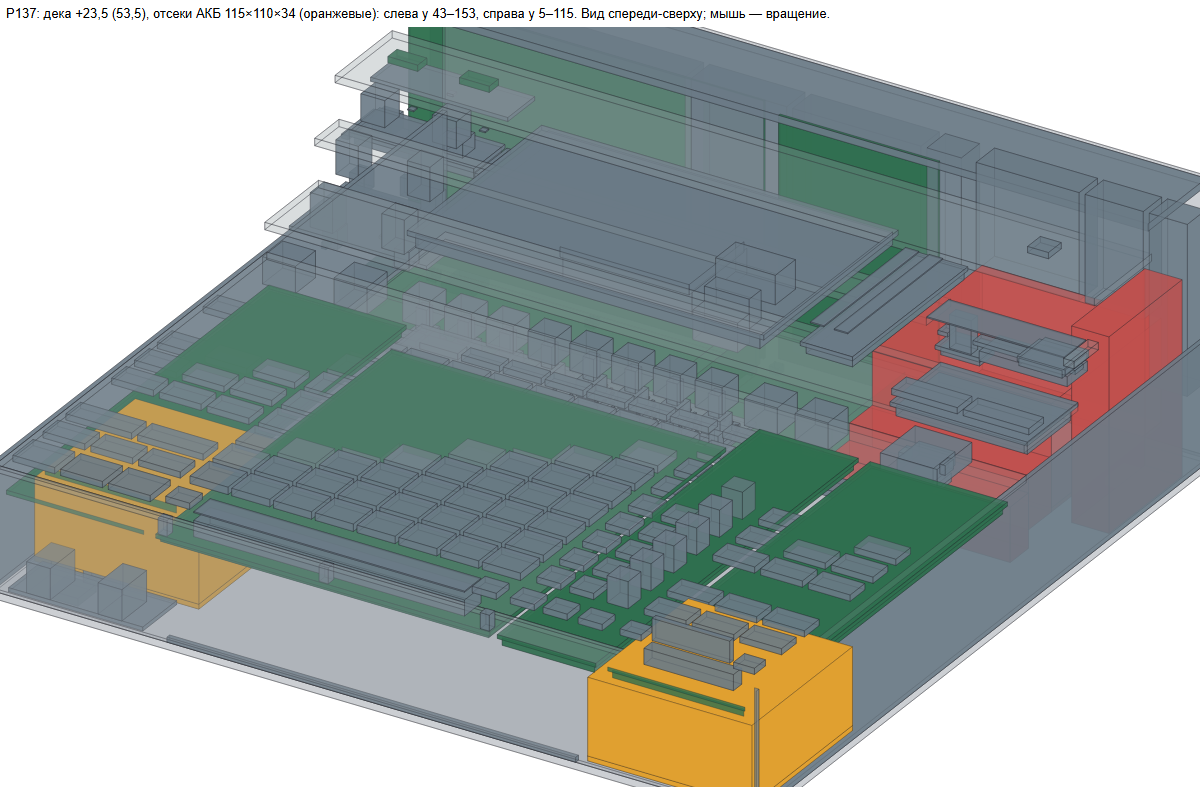 P137: дека +23,5 (53,5), отсеки АКБ 115×110×34 (оранжевые): слева y 43–153, справа y 5–115. Вид спереди-сверху; мышь — вращение.